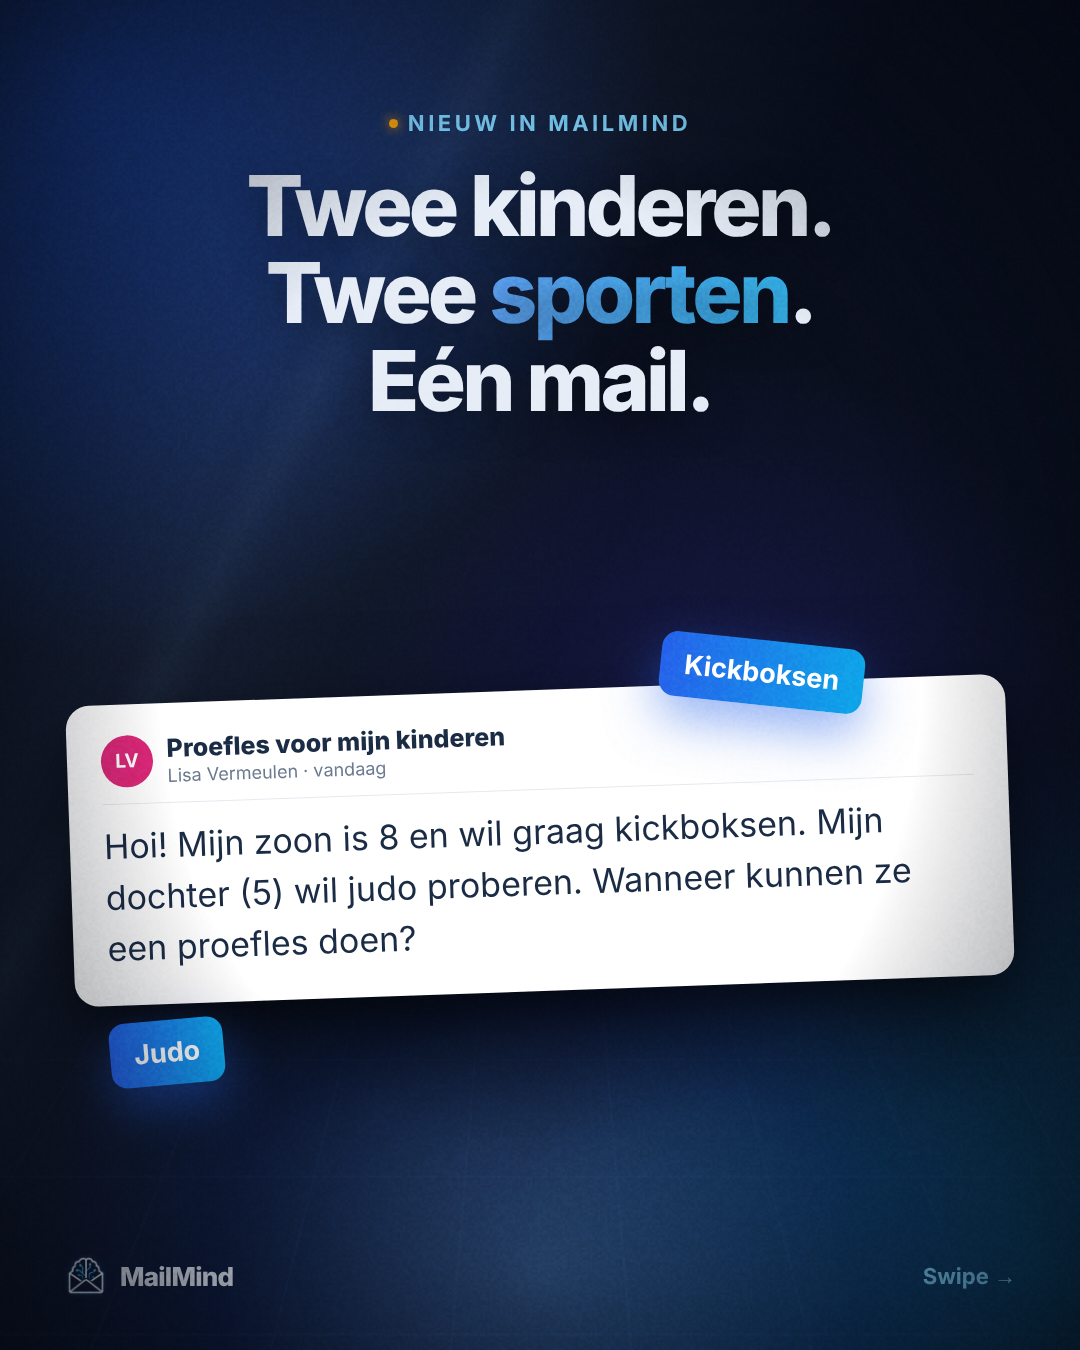 NIEUW IN MAILMIND
Twee kinderen.
Twee sporten.
Eén mail.
Kickboksen
LV
Proefles voor mijn kinderen
Lisa Vermeulen · vandaag
Hoi! Mijn zoon is 8 en wil graag kickboksen. Mijn
dochter (5) wil judo proberen. Wanneer kunnen ze
een proefles doen?
Judo
MailMind
Swipe →